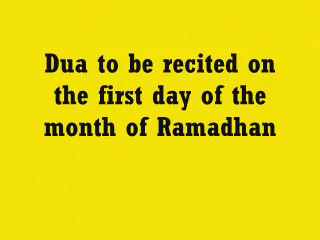 Dua to be recited on
the first day of the
month of Ramadhan